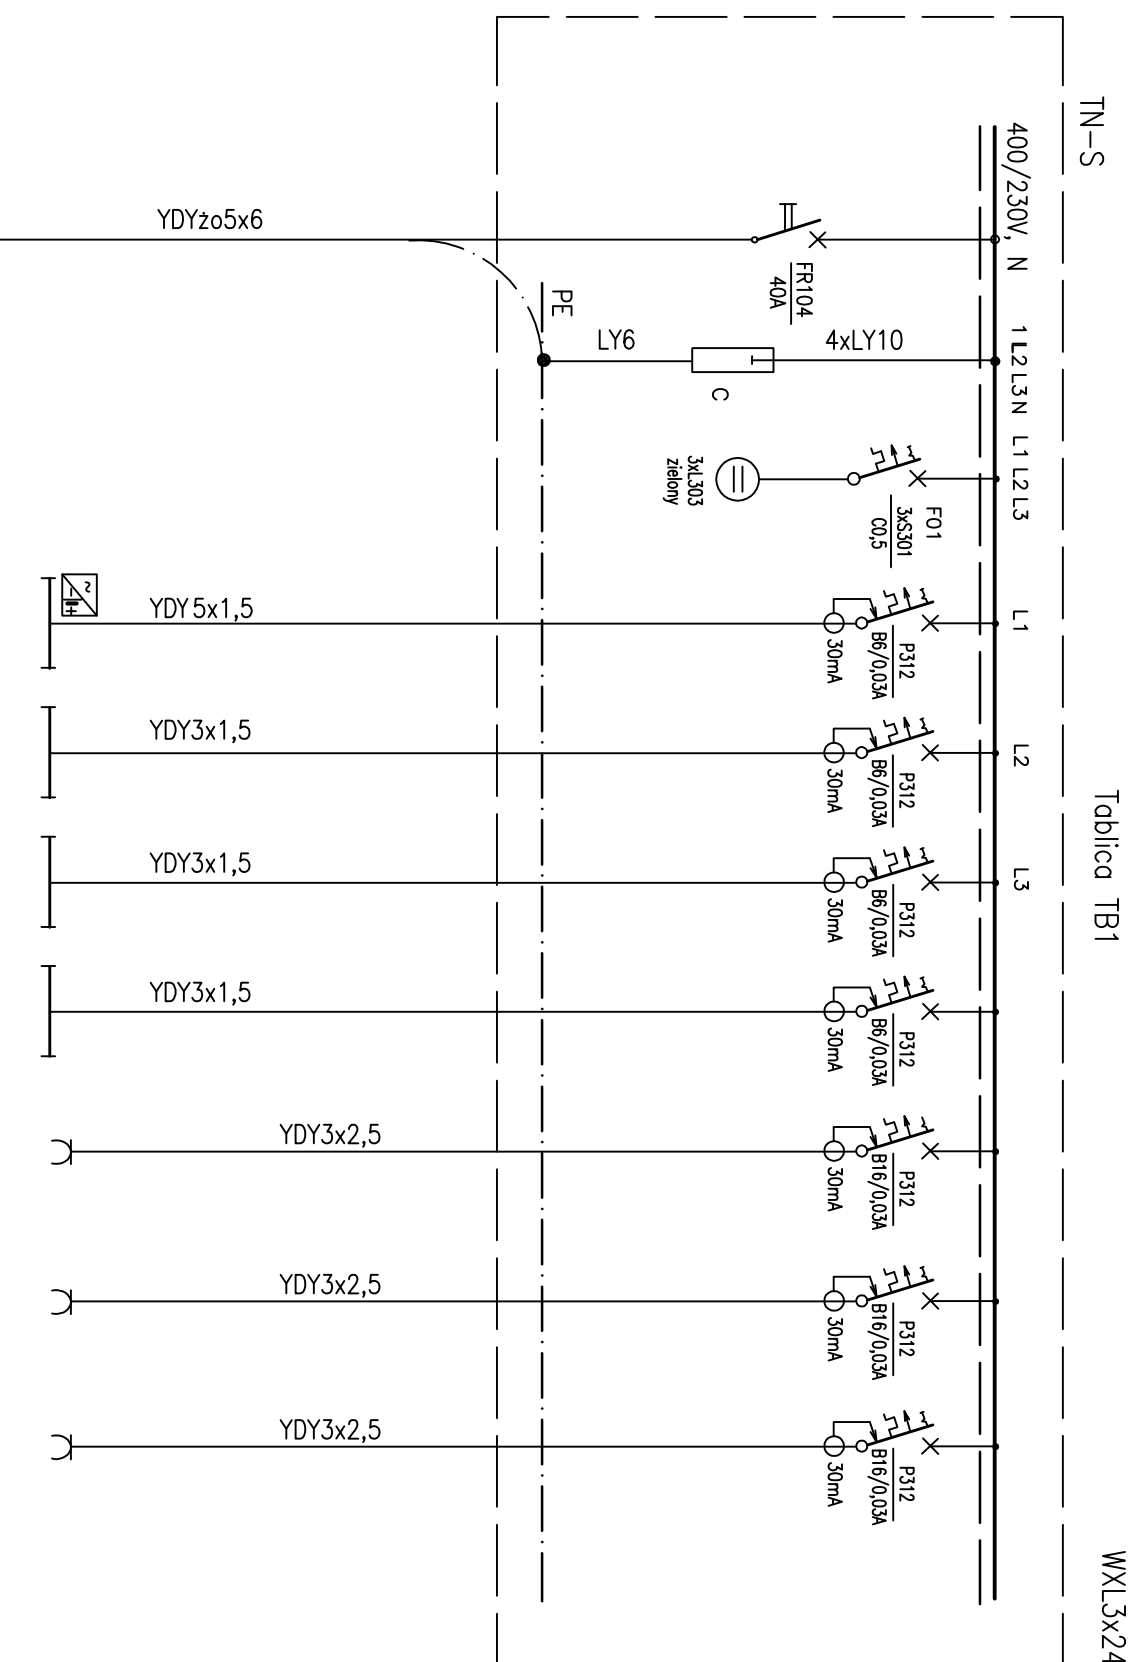 TN-S
Tablica TB1
WXL3x24
400/230V, N
1 L2 L3 N
L1 L2 L3
L1
L2
L3
YDYżo5x6
FR104
40A
PE
LY6
4xLY10
C
3xL303
zielony
F01
3xS301
C0,5
YDY 5x1,5
P312
B6/0,03A
30mA
YDY3x1,5
P312
B6/0,03A
30mA
YDY3x1,5
P312
B6/0,03A
30mA
YDY3x1,5
P312
B6/0,03A
30mA
YDY3x2,5
P312
B16/0,03A
30mA
YDY3x2,5
P312
B16/0,03A
30mA
YDY3x2,5
P312
B16/0,03A
30mA